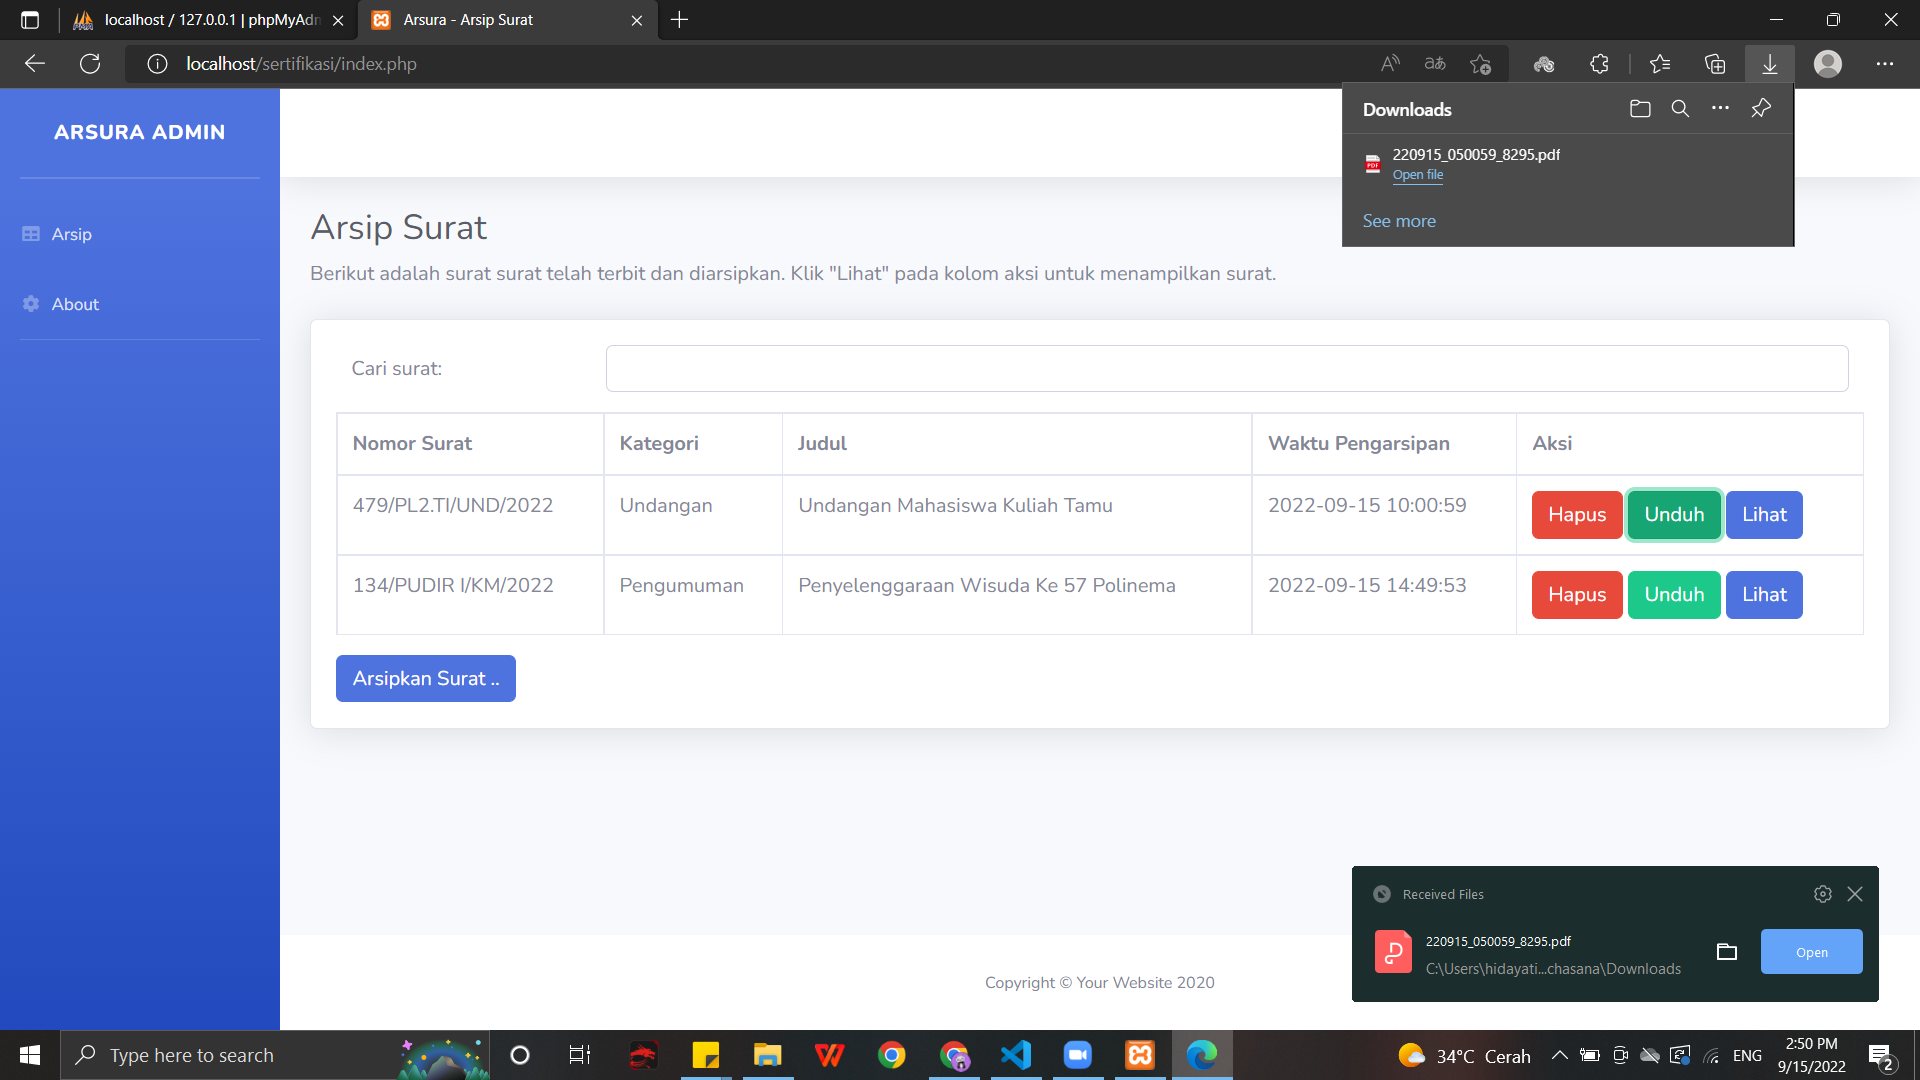 localhost / 127.0.0.1 | phpMyAdm
Arsura - Arsip Surat
localhost/sertifikasi/index.php
Downloads
220915_050059_8295.pdf
Open file
See more
ARSURA ADMIN
Arsip
About
Arsip Surat
Berikut adalah surat surat telah terbit dan diarsipkan. Klik "Lihat" pada kolom aksi untuk menampilkan surat.
Cari surat:
Nomor Surat Kategori Judul Waktu Pengarsipan Aksi
479/PL2.TI/UND/2022 Undangan Undangan Mahasiswa Kuliah Tamu 2022-09-15 10:00:59 Hapus Unduh Lihat
134/PUDIR I/KM/2022 Pengumuman Penyelenggaraan Wisuda Ke 57 Polinema 2022-09-15 14:49:53 Hapus Unduh Lihat
Arsipkan Surat ..
Received Files
220915_050059_8295.pdf
C:\Users\hidayati...chasana\Downloads
Open
Copyright © Your Website 2020
Type here to search
34°C Cerah
ENG
2:50 PM
9/15/2022
2